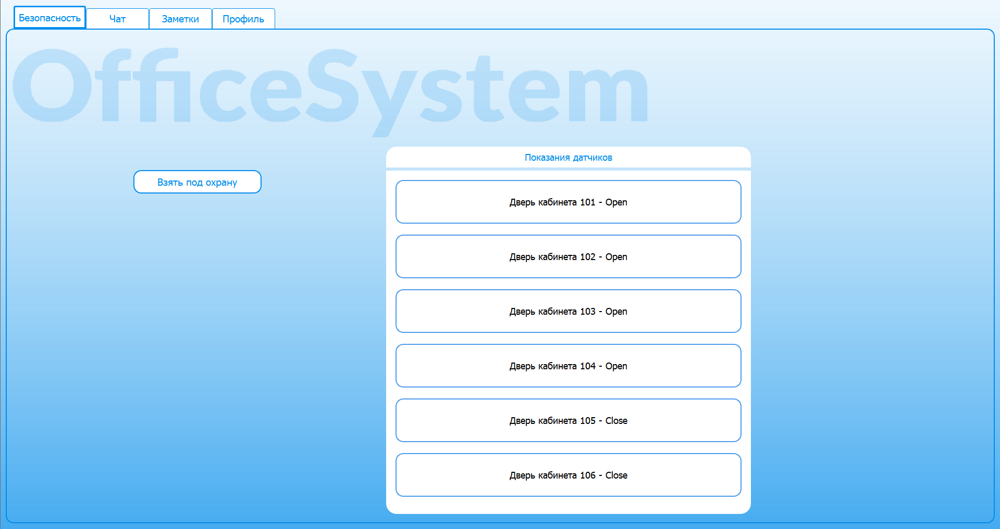 Безопасность
Чат
Заметки
Профиль
OfficeSystem
Взять под охрану
Показания датчиков
Дверь кабинета 101 - Open
Дверь кабинета 102 - Open
Дверь кабинета 103 - Open
Дверь кабинета 104 - Open
Дверь кабинета 105 - Close
Дверь кабинета 106 - Close